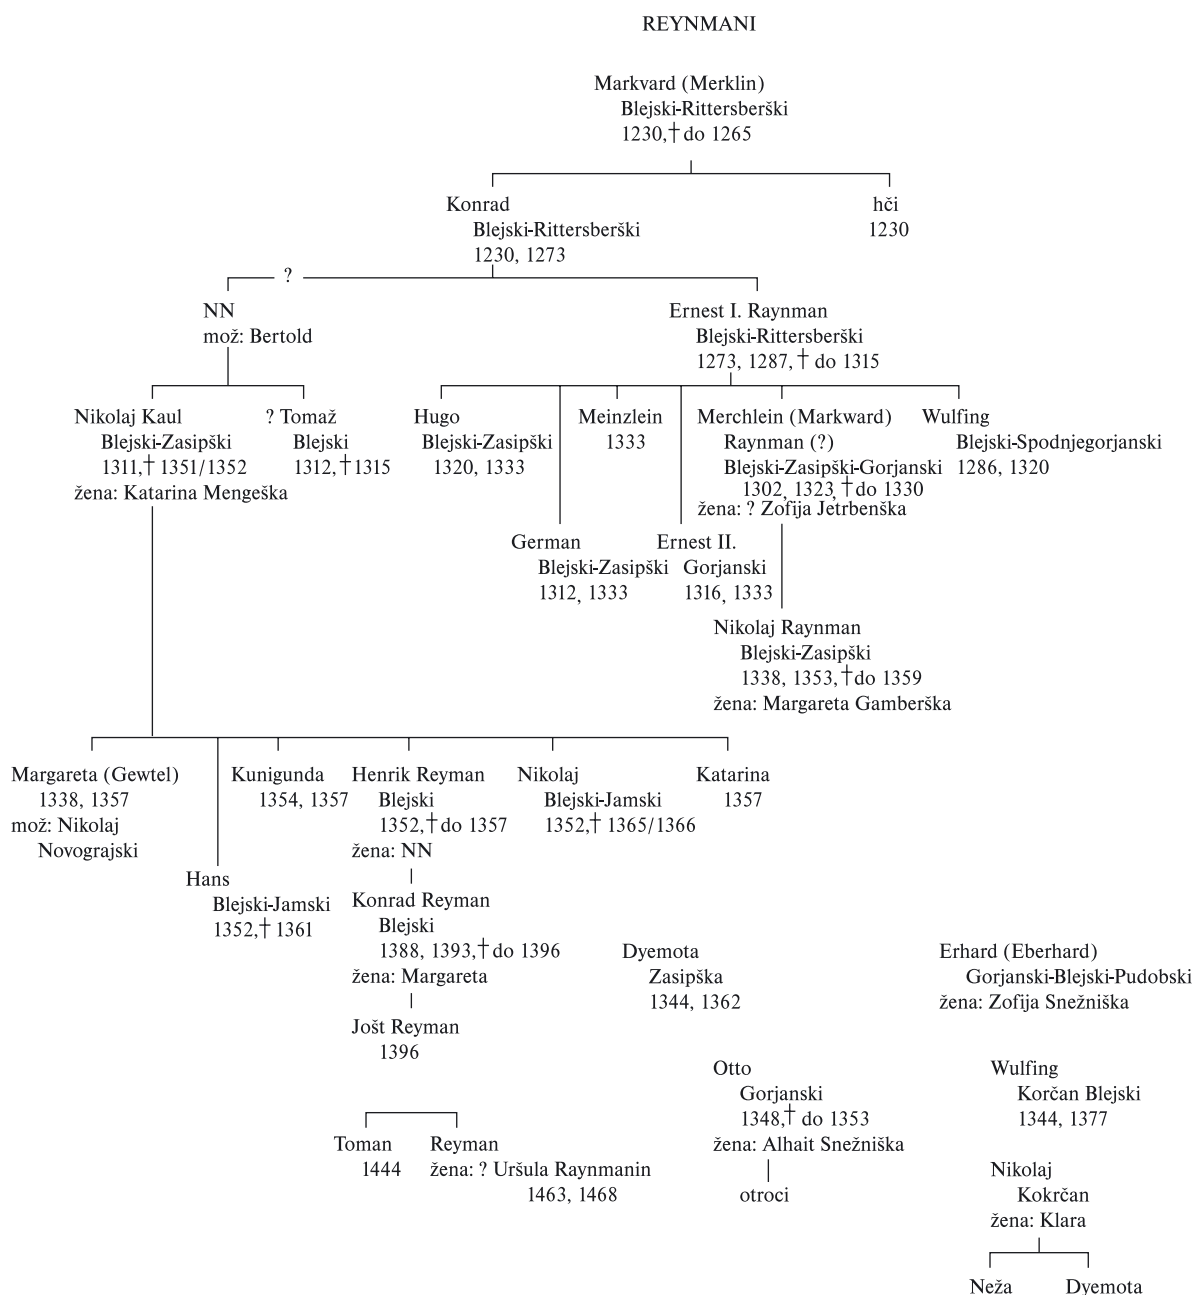 REYNMANI
Markvard (Merklin)
Blejski-Rittersberški
1230, † do 1265
Konrad
Blejski-Rittersberški
1230, 1273
hči
1230
?
NN
mož: Bertold
Ernest I. Raynman
Blejski-Rittersberški
1273, 1287, † do 1315
Nikolaj Kaul
Blejski-Zasipški
1311, † 1351/1352
žena: Katarina Mengeška
? Tomaž
Blejski
1312, † 1315
Hugo
Blejski-Zasipški
1320, 1333
Meinzlein
1333
Merchlein (Markward)
Raynman (?)
Blejski-Zasipški-Gorjanski
1302, 1323, † do 1330
žena: ? Zofija Jetrbenška
Wulfing
Blejski-Spodnjegorjanski
1286, 1320
German
Blejski-Zasipški
1312, 1333
Ernest II.
Gorjanski
1316, 1333
Nikolaj Raynman
Blejski-Zasipški
1338, 1353, † do 1359
žena: Margareta Gamberška
Margareta (Gewtel)
1338, 1357
mož: Nikolaj
Novograjski
Kunigunda
1354, 1357
Henrik Reyman
Blejski
1352, † do 1357
žena: NN
Nikolaj
Blejski-Jamski
1352, † 1365/1366
Katarina
1357
Hans
Blejski-Jamski
1352, † 1361
Konrad Reyman
Blejski
1388, 1393, † do 1396
žena: Margareta
Dyemota
Zasipška
1344, 1362
Erhard (Eberhard)
Gorjanski-Blejski-Pudobski
žena: Zofija Snežniška
Jošt Reyman
1396
Otto
Gorjanski
1348, † do 1353
žena: Alhait Snežniška
otroci
Wulfing
Korčan Blejski
1344, 1377
Toman
1444
Reyman
žena: ? Uršula Raynmanin
1463, 1468
Nikolaj
Kokrčan
žena: Klara
Neža
Dyemota